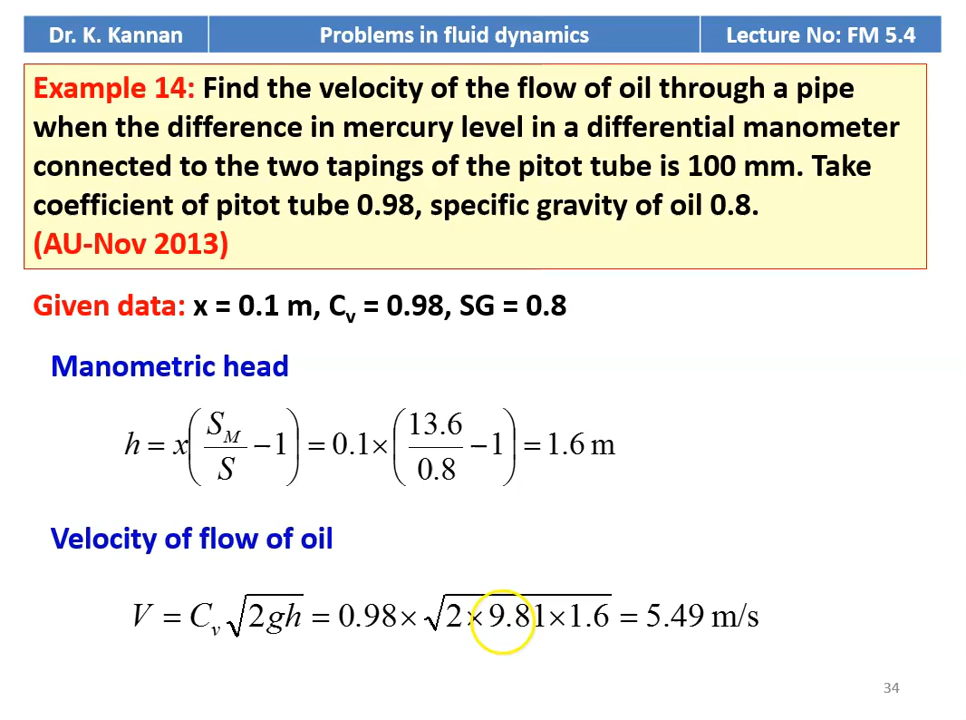 Dr. K. Kannan Problems in fluid dynamics Lecture No: FM 5.4
Example 14: Find the velocity of the flow of oil through a pipe
when the difference in mercury level in a differential manometer
connected to the two tapings of the pitot tube is 100 mm. Take
coefficient of pitot tube 0.98, specific gravity of oil 0.8.
(AU-Nov 2013)
Given data: x = 0.1 m, Cv = 0.98, SG = 0.8
Manometric head
h = x(S_M/S − 1) = 0.1×(13.6/0.8 − 1) = 1.6 m
Velocity of flow of oil
V = C_v √(2gh) = 0.98× √(2×9.81×1.6) = 5.49 m/s
34